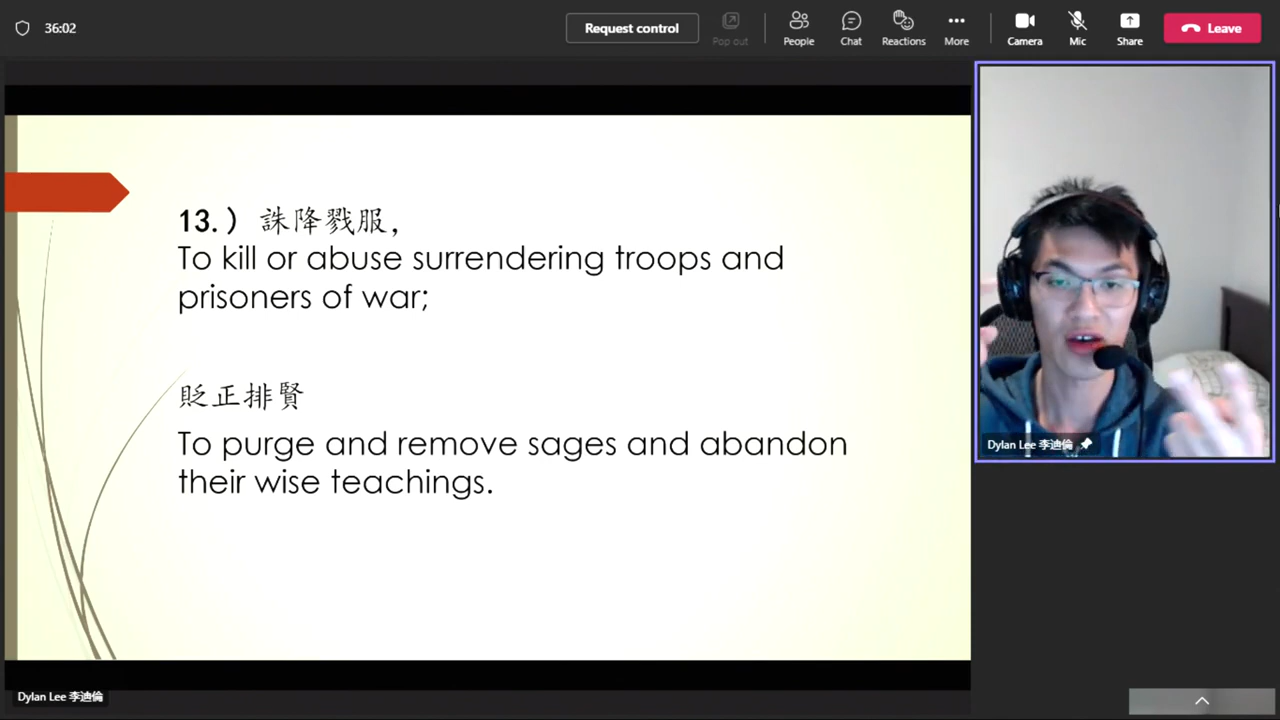 36:02
Request control
Pop out
People
Chat
Reactions
More
Camera
Mic
Share
Leave
13.）誅降戮服，
To kill or abuse surrendering troops and
prisoners of war;
貶正排賢
To purge and remove sages and abandon
their wise teachings.
Dylan Lee 李迪倫
Dylan Lee 李迪倫